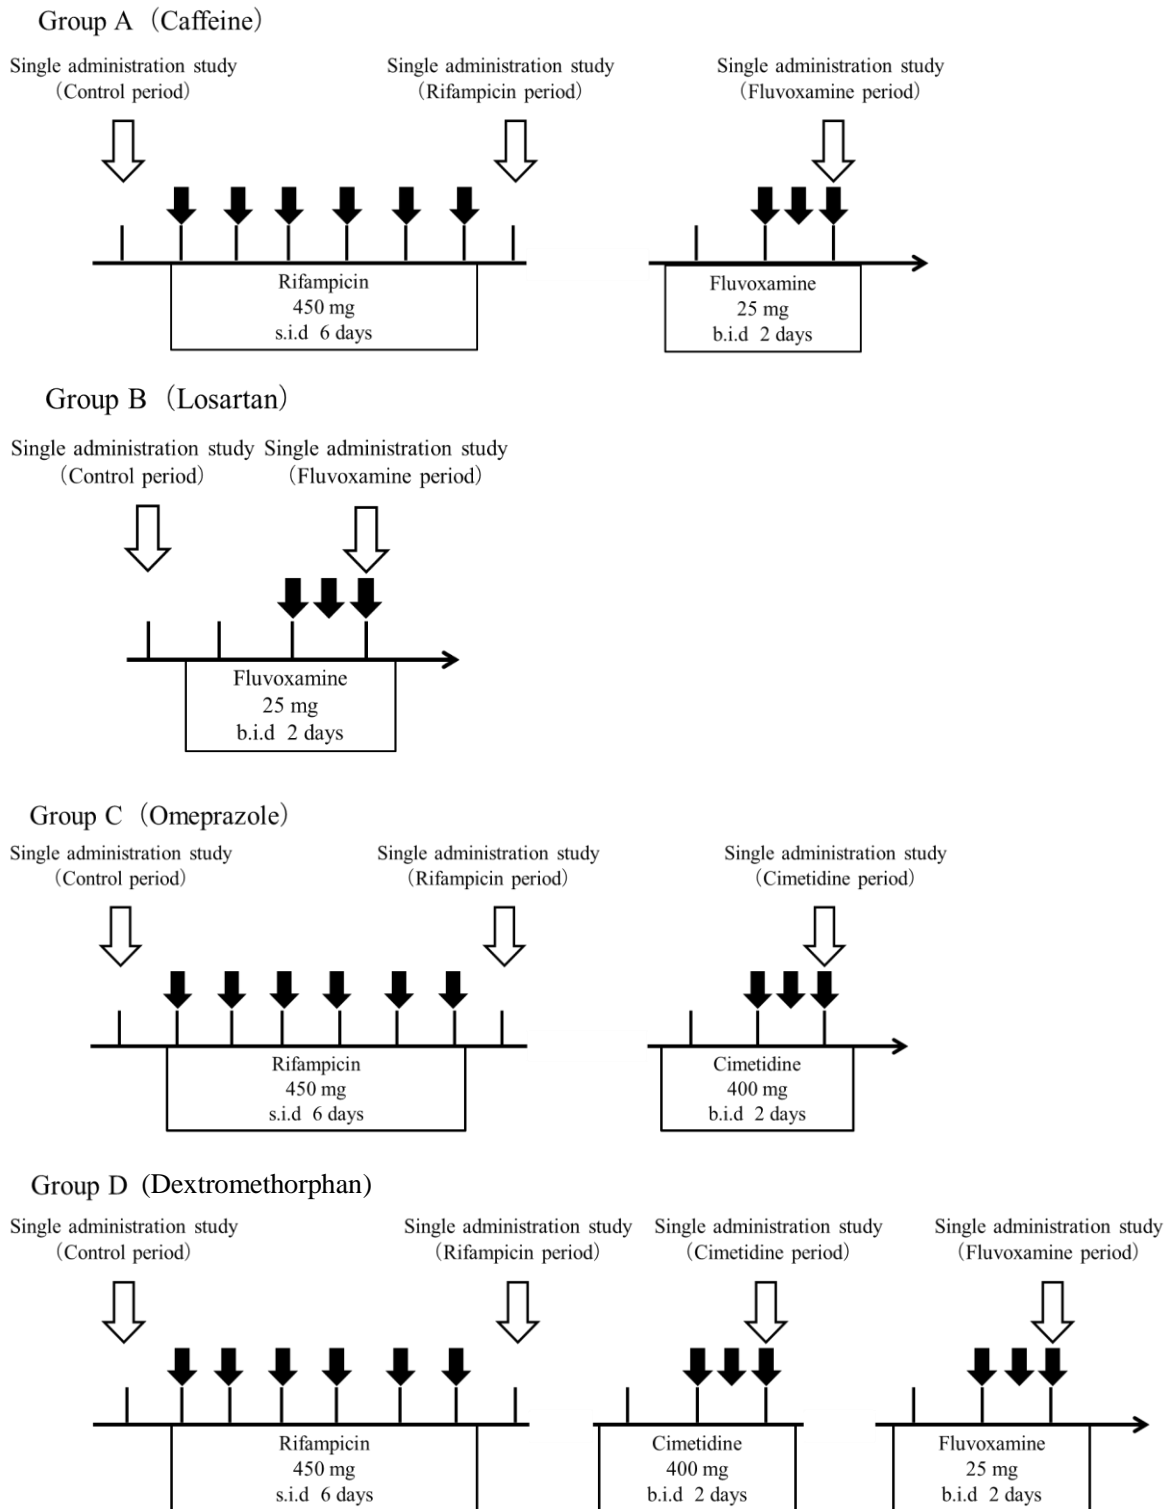 Group A （Caffeine）
Single administration study
（Control period）
Single administration study
（Rifampicin period）
Single administration study
（Fluvoxamine period）
Rifampicin
450 mg
s.i.d 6 days
Fluvoxamine
25 mg
b.i.d 2 days
Group B （Losartan）
Single administration study
（Control period）
Single administration study
（Fluvoxamine period）
Fluvoxamine
25 mg
b.i.d 2 days
Group C （Omeprazole）
Single administration study
（Control period）
Single administration study
（Rifampicin period）
Single administration study
（Cimetidine period）
Rifampicin
450 mg
s.i.d 6 days
Cimetidine
400 mg
b.i.d 2 days
Group D (Dextromethorphan)
Single administration study
（Control period）
Single administration study
（Rifampicin period）
Single administration study
（Cimetidine period）
Single administration study
（Fluvoxamine period）
Rifampicin
450 mg
s.i.d 6 days
Cimetidine
400 mg
b.i.d 2 days
Fluvoxamine
25 mg
b.i.d 2 days